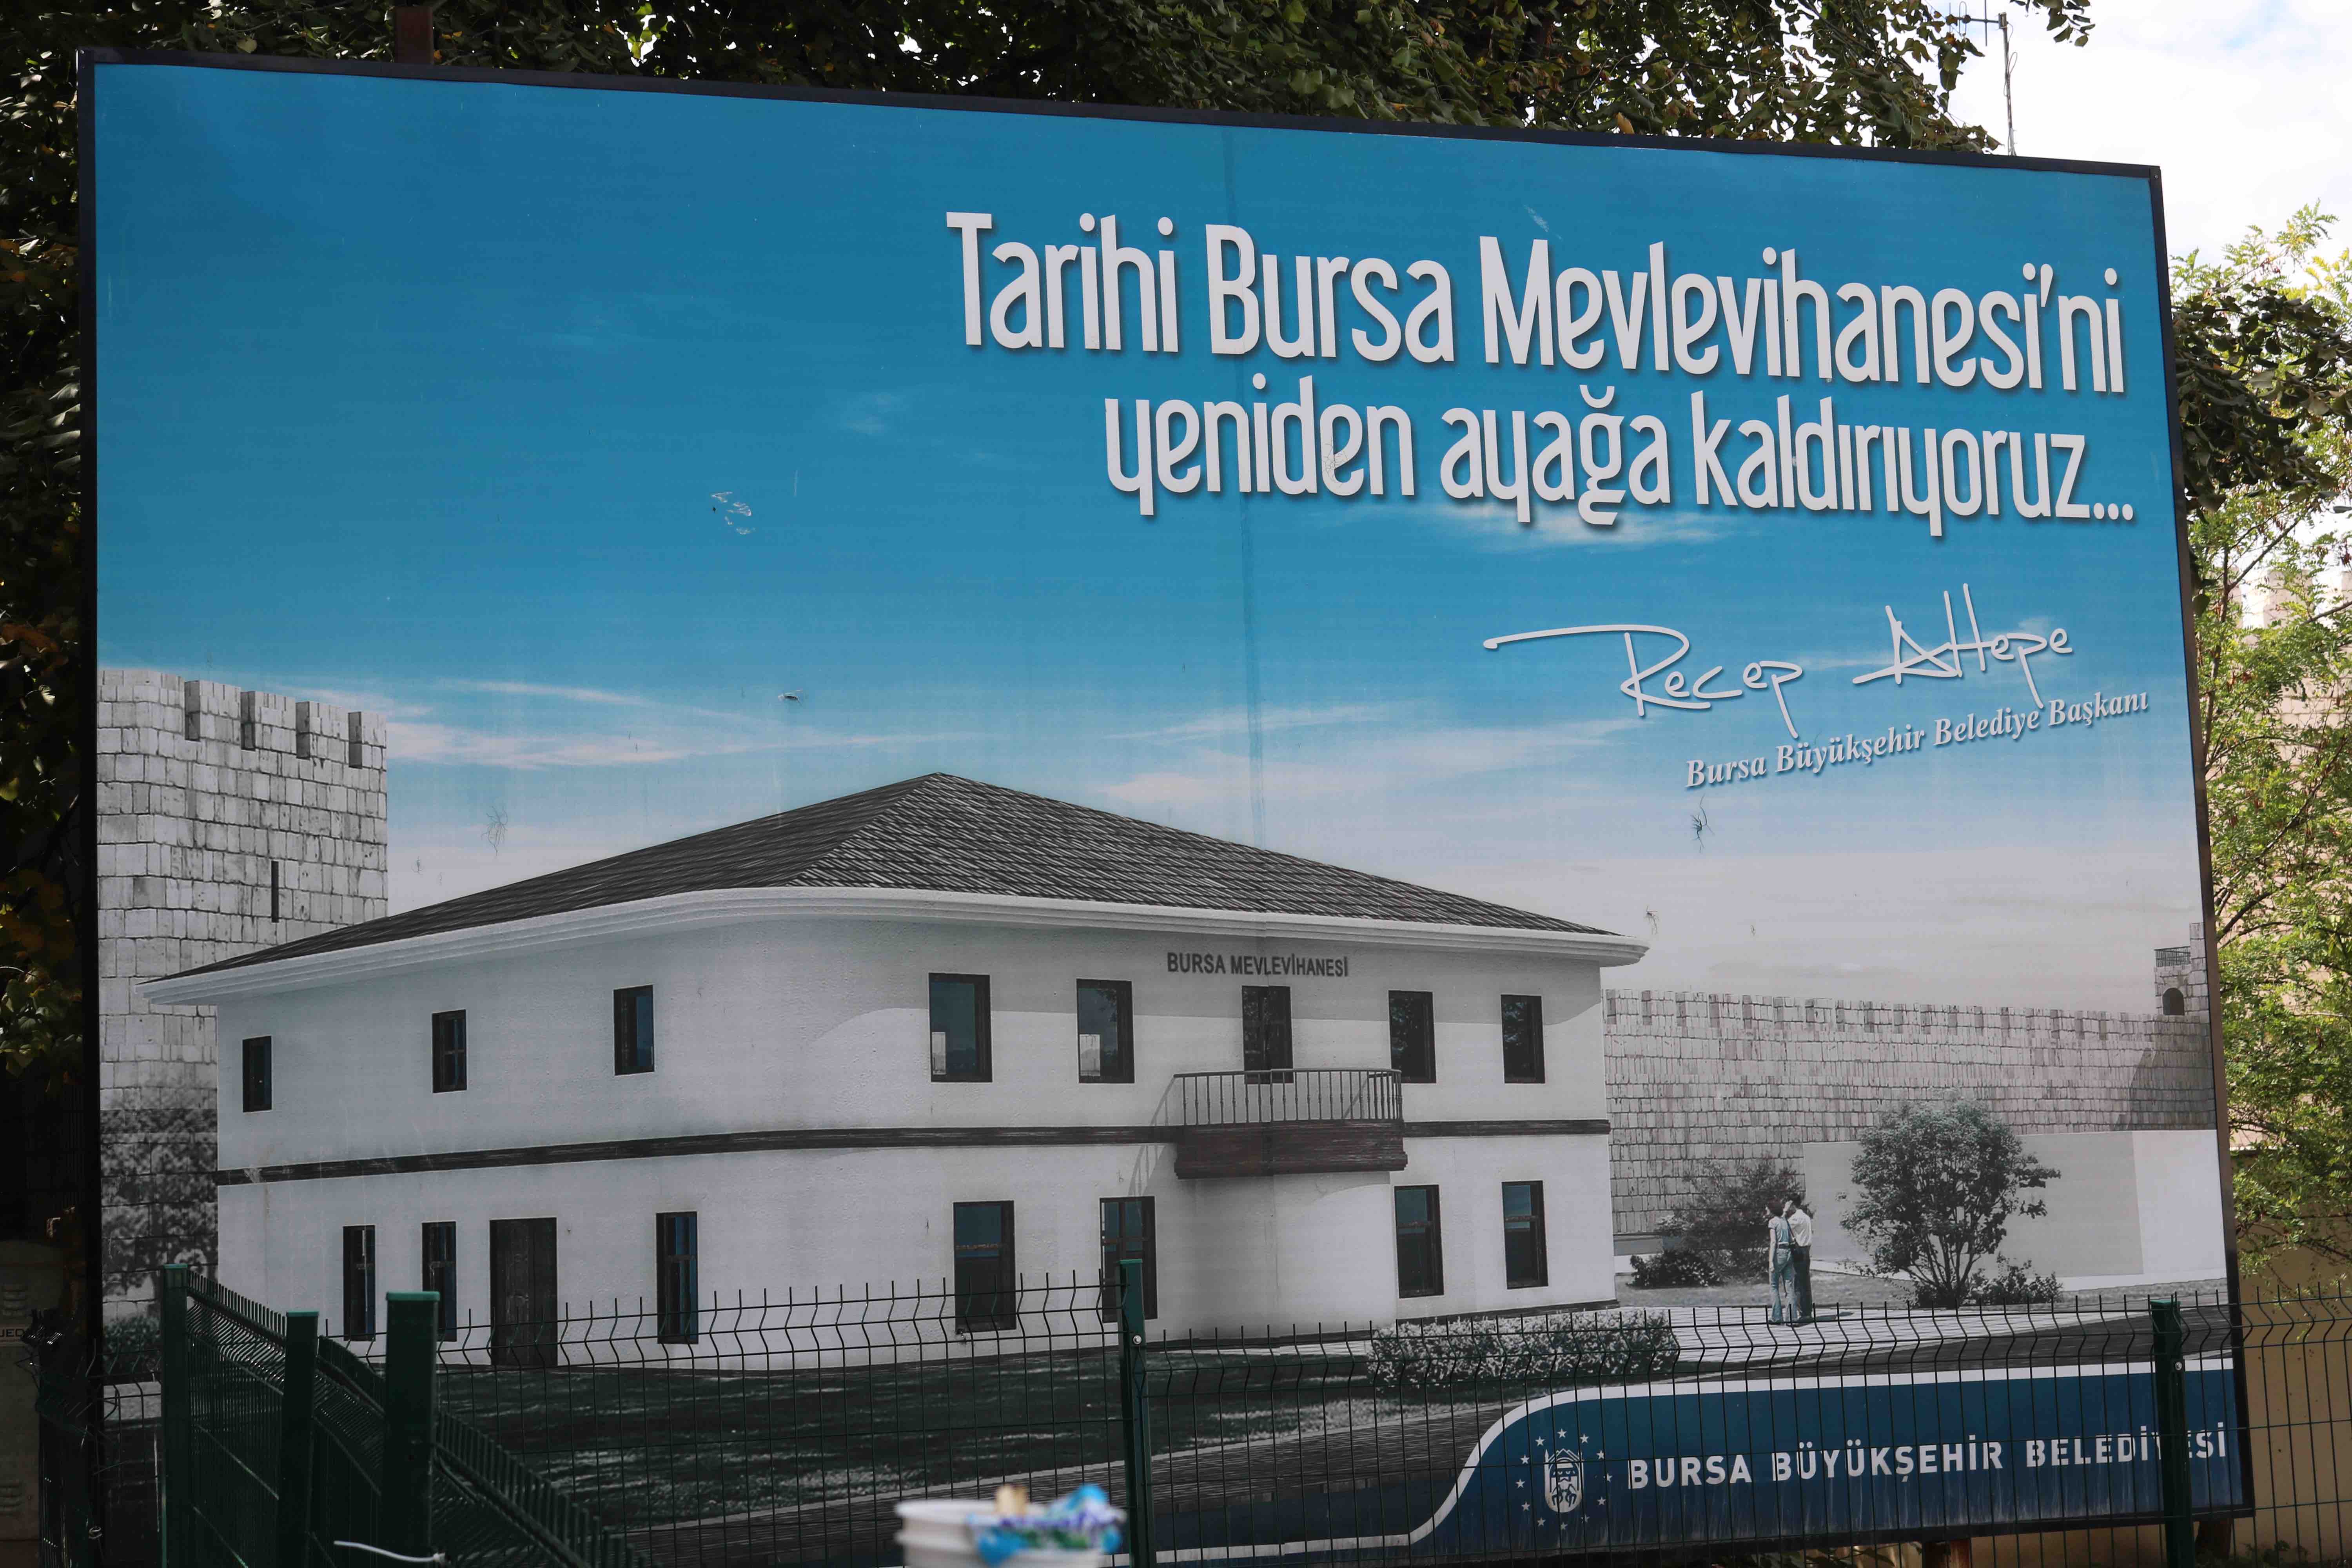 Tarihi Bursa Mevlevihanesi'ni
yeniden ayağa kaldırıyoruz...
Recep Altepe
Bursa Büyükşehir Belediye Başkanı
BURSA MEVLEVİHANESİ
BURSA BÜYÜKŞEHİR BELEDİYESİ